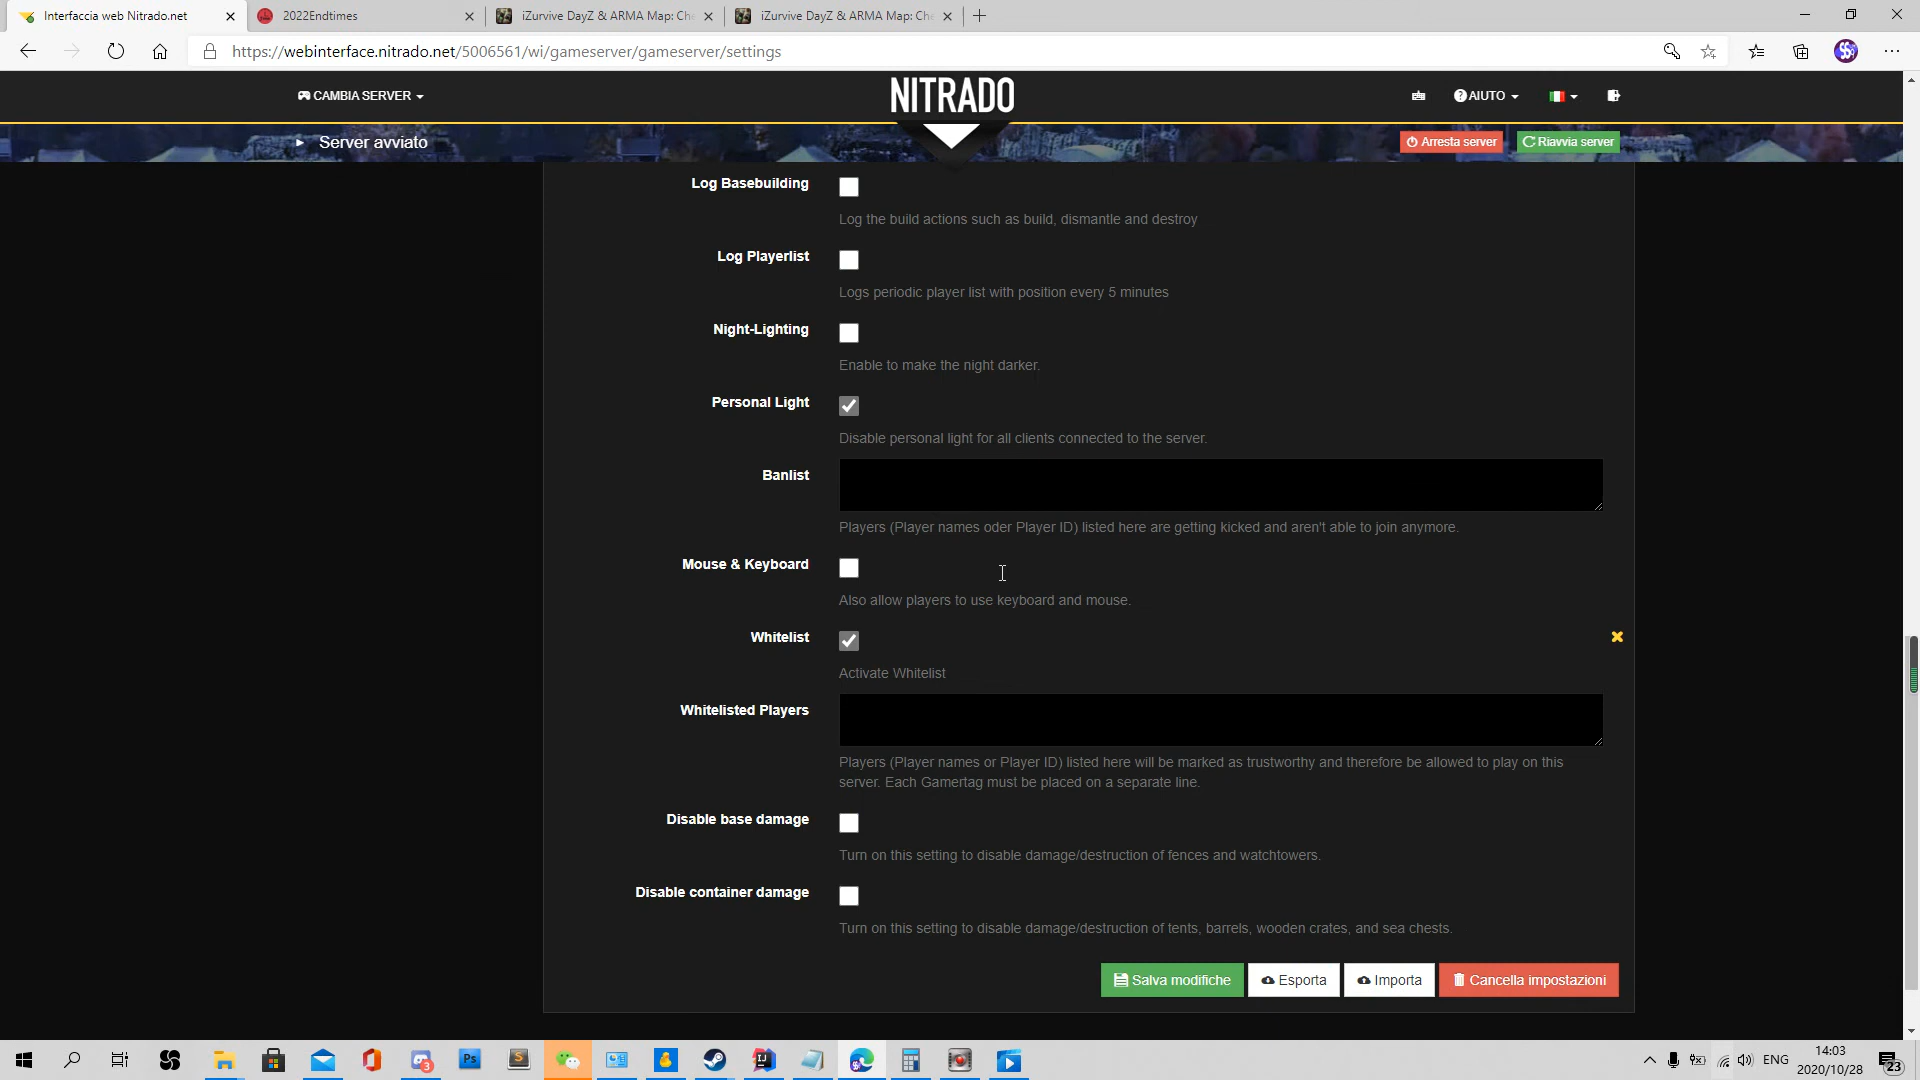 Interfaccia web Nitrado.net
2022Endtimes
iZurvive DayZ & ARMA Map: Che
iZurvive DayZ & ARMA Map: Che
https://webinterface.nitrado.net/5006561/wi/gameserver/gameserver/settings
CAMBIA SERVER
NITRADO
AIUTO
Server avviato
Arresta server
Riavvia server
Log Basebuilding
Log the build actions such as build, dismantle and destroy
Log Playerlist
Logs periodic player list with position every 5 minutes
Night-Lighting
Enable to make the night darker.
Personal Light
Disable personal light for all clients connected to the server.
Banlist
Players (Player names oder Player ID) listed here are getting kicked and aren't able to join anymore.
Mouse & Keyboard
Also allow players to use keyboard and mouse.
Whitelist
Activate Whitelist
Whitelisted Players
Players (Player names or Player ID) listed here will be marked as trustworthy and therefore be allowed to play on this
server. Each Gamertag must be placed on a separate line.
Disable base damage
Turn on this setting to disable damage/destruction of fences and watchtowers.
Disable container damage
Turn on this setting to disable damage/destruction of tents, barrels, wooden crates, and sea chests.
Salva modifiche
Esporta
Importa
Cancella impostazioni
3
Ps
S
ENG
14:03
2020/10/28
23